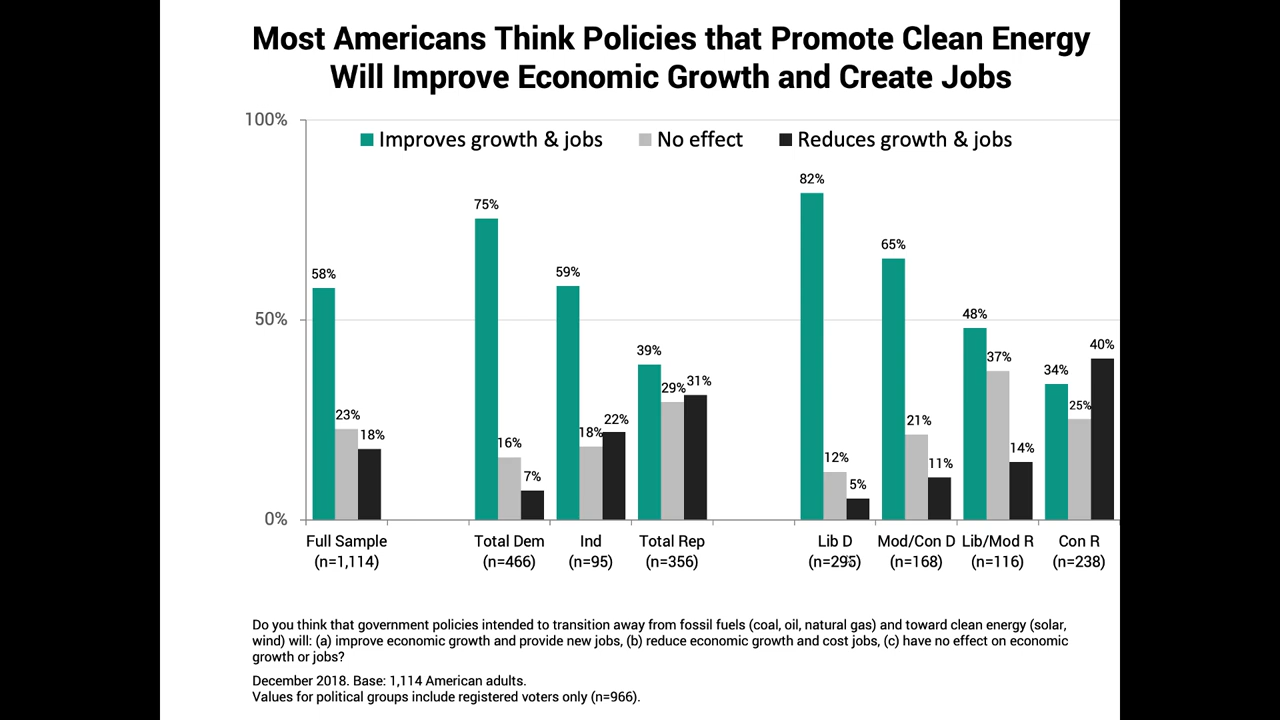 Most Americans Think Policies that Promote Clean Energy
Will Improve Economic Growth and Create Jobs
100%
50%
0%
Improves growth & jobs No effect Reduces growth & jobs
58% 23% 18%
75% 16% 7%
59% 18% 22%
39% 29% 31%
82% 12% 5%
65% 21% 11%
48% 37% 14%
34% 25% 40%
Full Sample Total Dem Ind Total Rep Lib D Mod/Con D Lib/Mod R Con R
(n=1,114) (n=466) (n=95) (n=356) (n=168) (n=116) (n=238)
Do you think that government policies intended to transition away from fossil fuels (coal, oil, natural gas) and toward clean energy (solar,
wind) will: (a) improve economic growth and provide new jobs, (b) reduce economic growth and cost jobs, (c) have no effect on economic
growth or jobs?
December 2018. Base: 1,114 American adults.
Values for political groups include registered voters only (n=966).